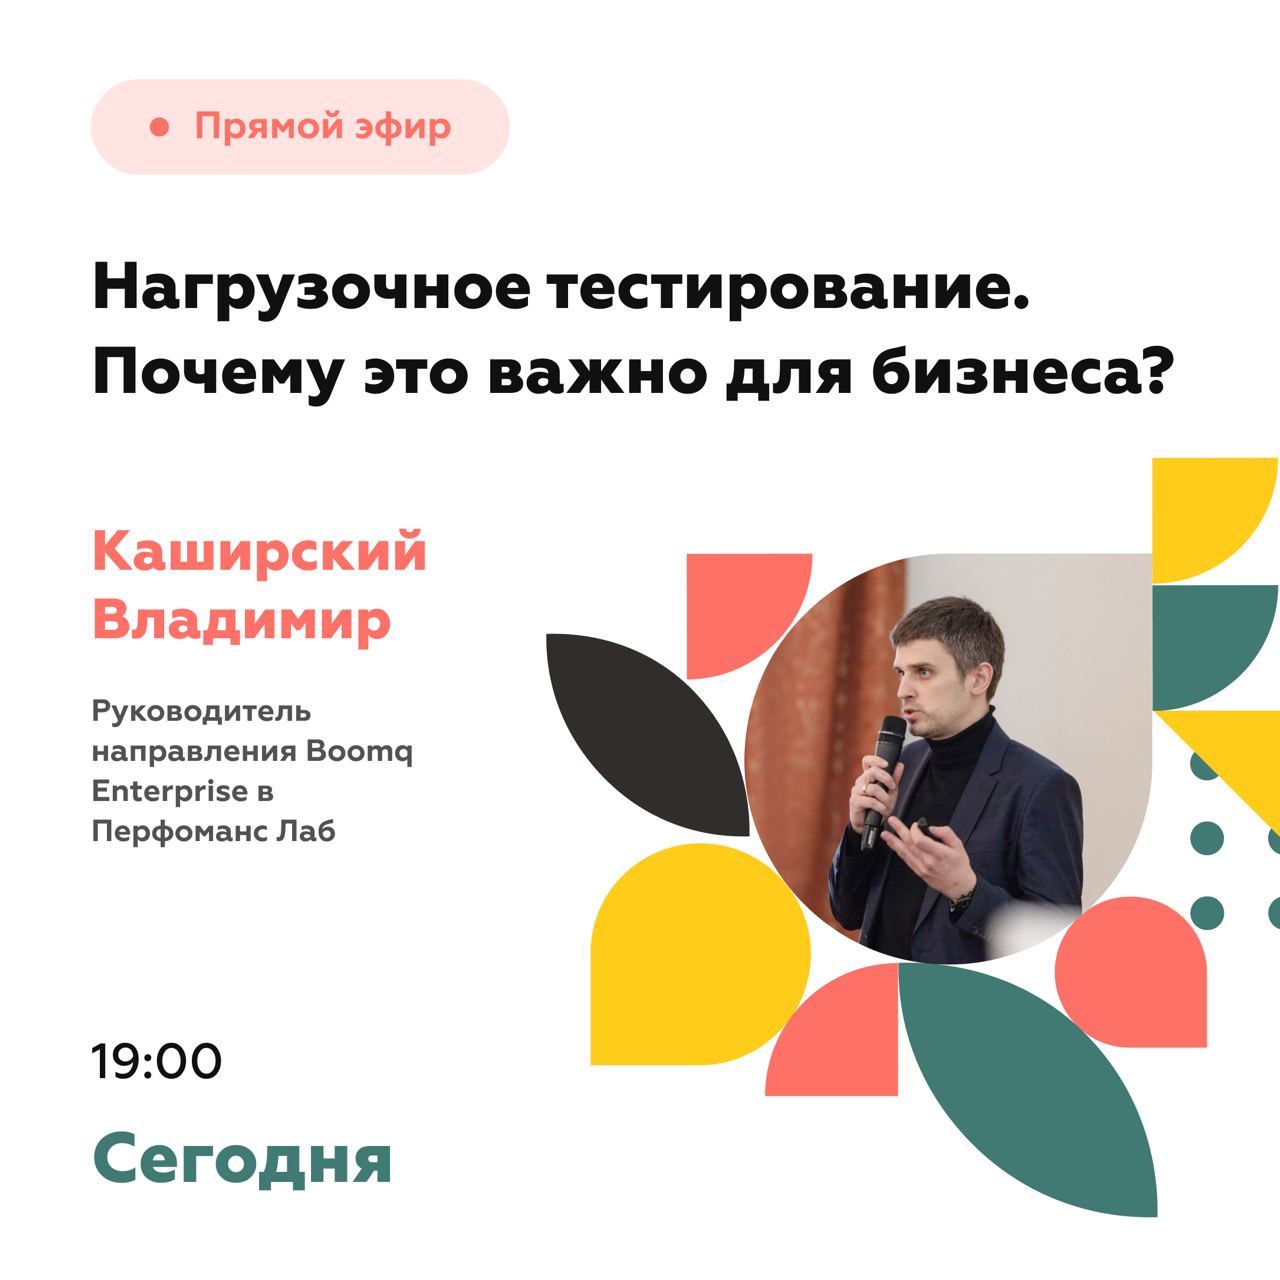 Прямой эфир
Нагрузочное тестирование.
Почему это важно для бизнеса?
Каширский
Владимир
Руководитель
направления Boomq
Enterprise в
Перфоманс Лаб
19:00
Сегодня